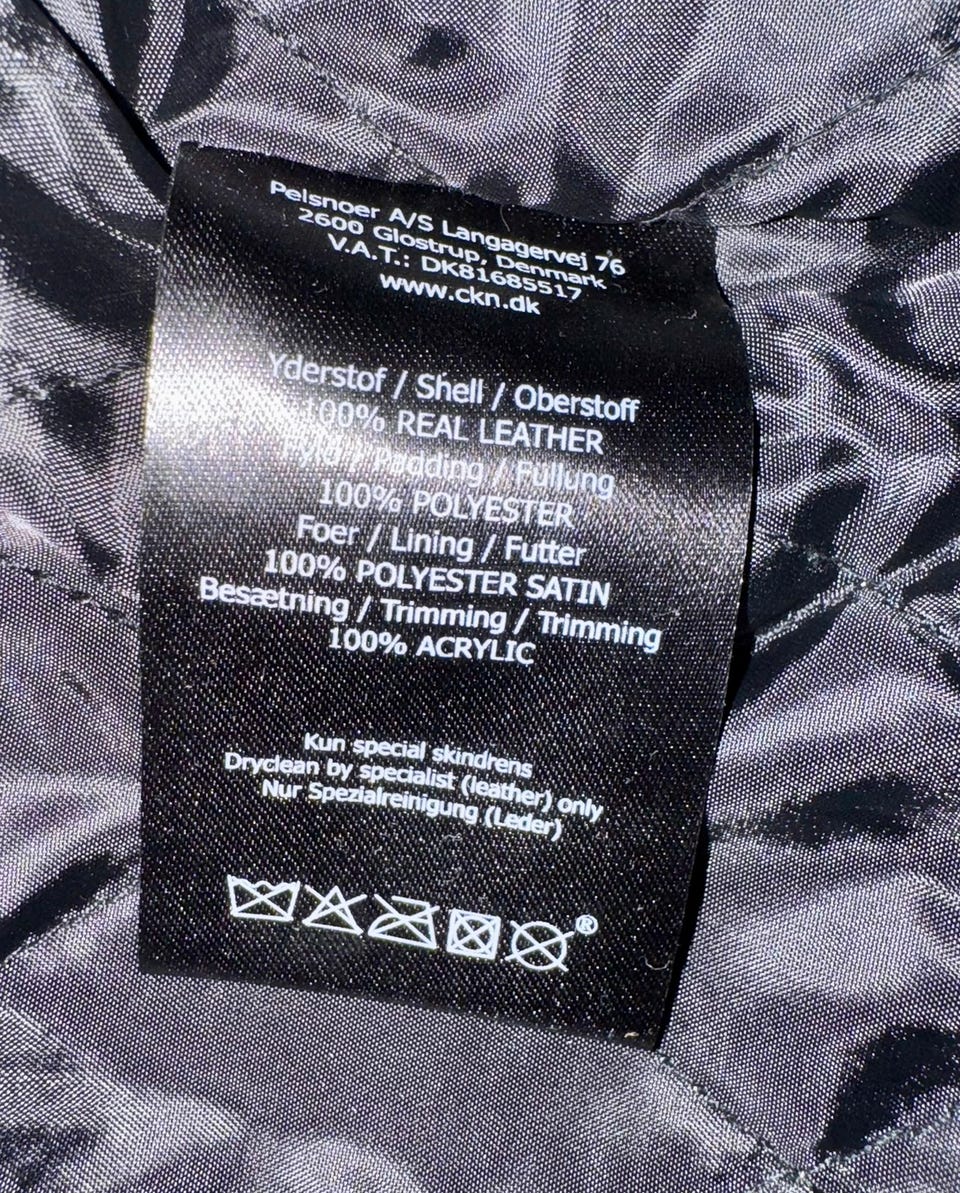 Pelsnoer A/S Langagervej 76
2600 Glostrup, Denmark
V.A.T.: DK81685517
www.ckn.dk
Yderstof / Shell / Oberstoff
100% REAL LEATHER
/ Padding / Füllung
100% POLYESTER
Foer / Lining / Futter
100% POLYESTER SATIN
Besætning / Trimming / Trimming
100% ACRYLIC
Kun special skindrens
Dryclean by specialist (leather) only
Nur Spezialreinigung (Leder)
®